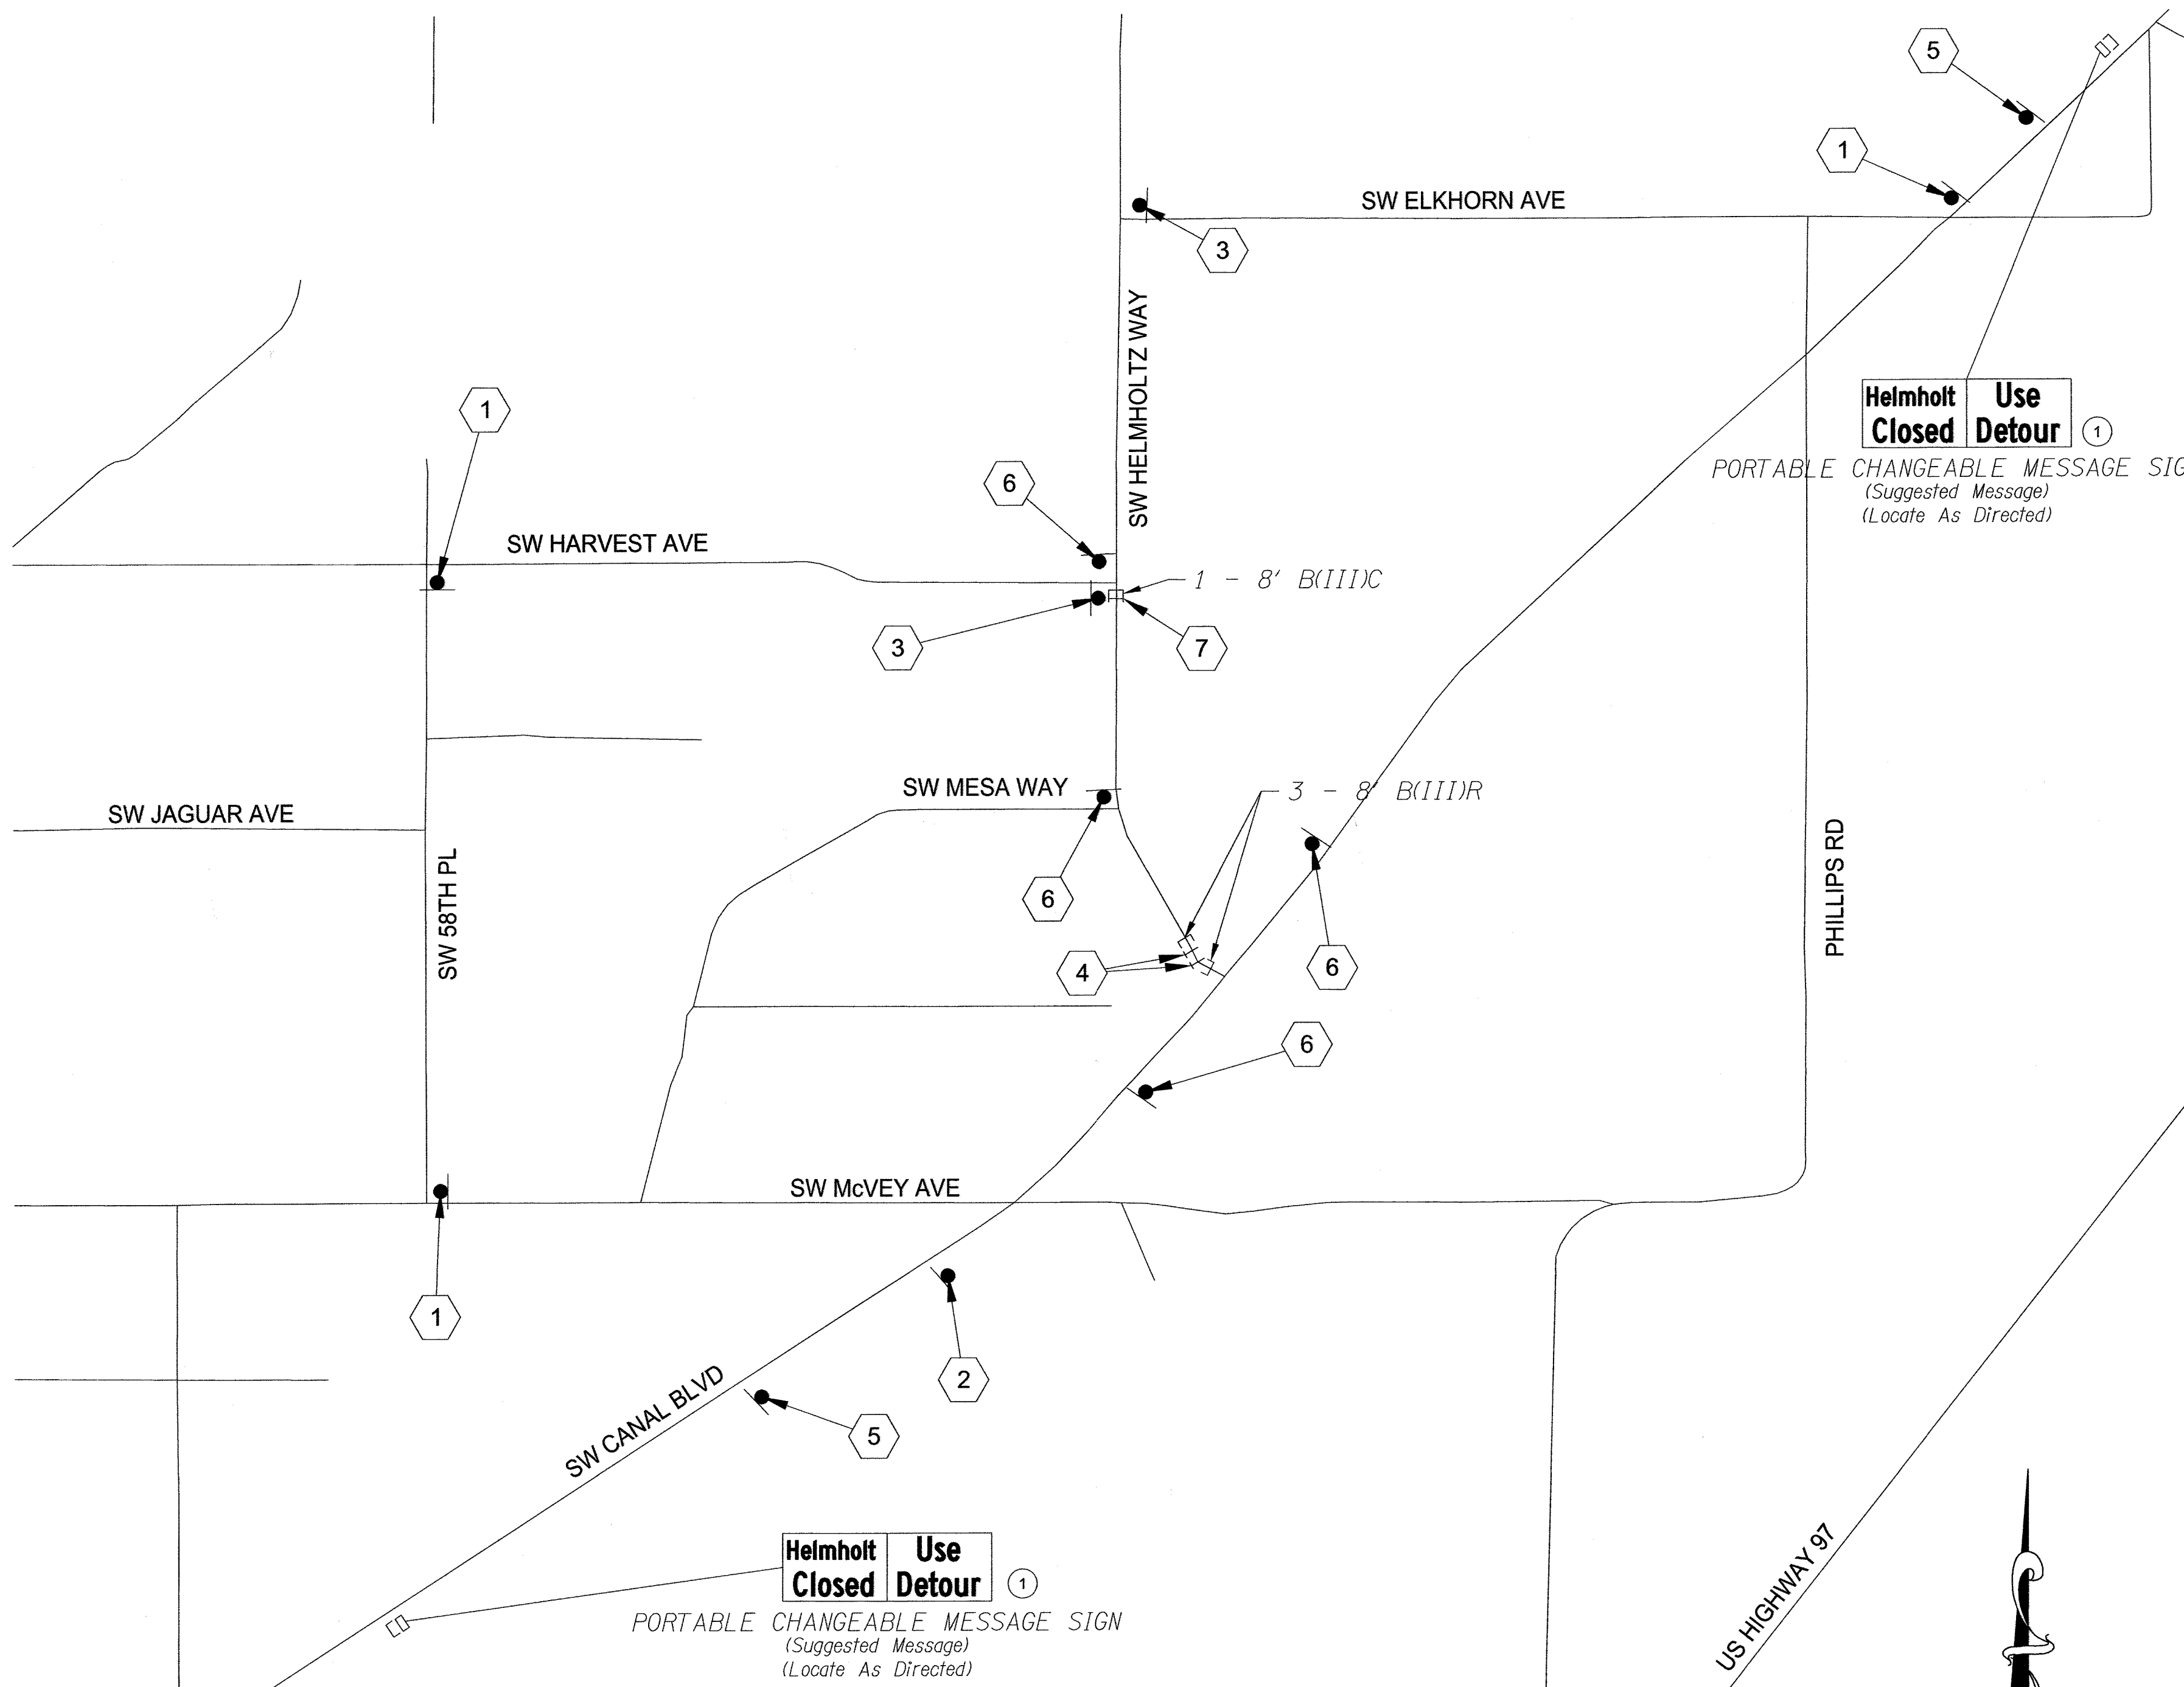 5
1
SW ELKHORN AVE
3
SW HELMHOLTZ WAY
Helmholt Use
Closed Detour 1
PORTABLE CHANGEABLE MESSAGE SIG
(Suggested Message)
(Locate As Directed)
1
6
SW HARVEST AVE
1 - 8' B(III)C
3
7
SW MESA WAY
3 - 8' B(III)R
SW JAGUAR AVE
SW 58TH PL
PHILLIPS RD
6
4
6
6
SW McVEY AVE
1
2
SW CANAL BLVD
5
Helmholt Use
Closed Detour 1
PORTABLE CHANGEABLE MESSAGE SIGN
(Suggested Message)
(Locate As Directed)
US HIGHWAY 97